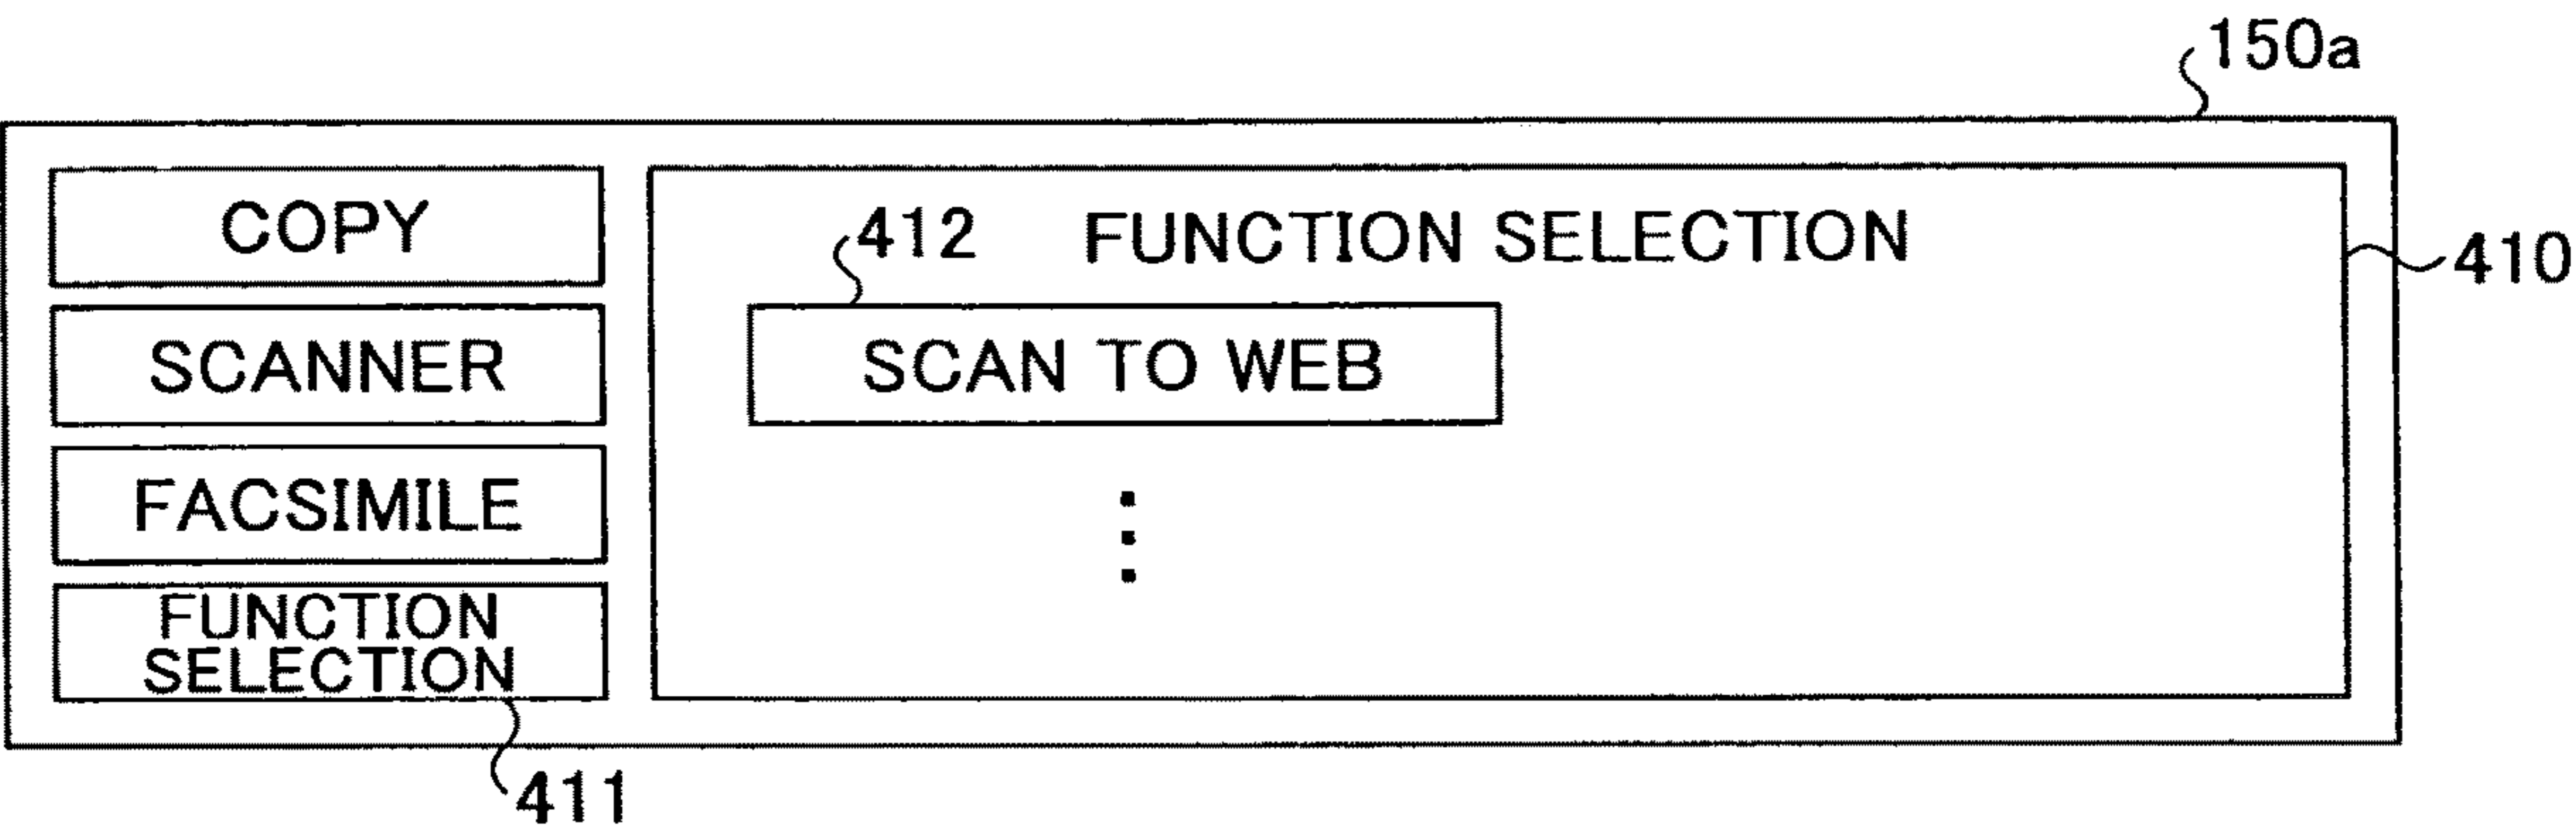 150a
COPY
SCANNER
FACSIMILE
FUNCTION
SELECTION
411
412
FUNCTION SELECTION
410
SCAN TO WEB